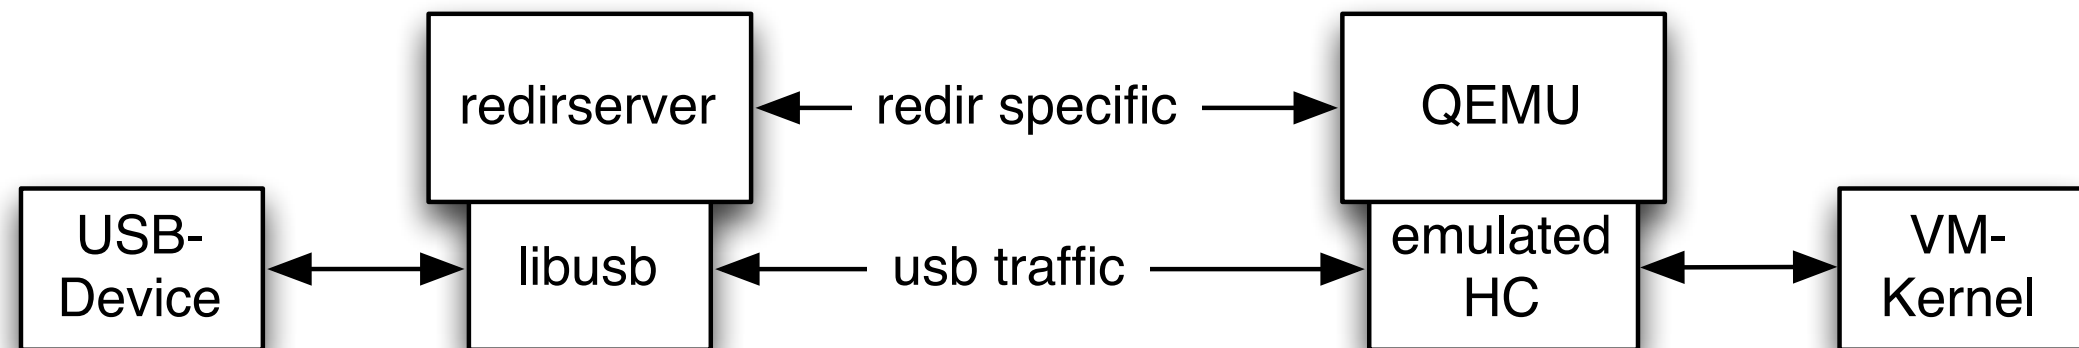 redirserver
redir specific
QEMU
USB-
Device
libusb
usb traffic
emulated
HC
VM-
Kernel